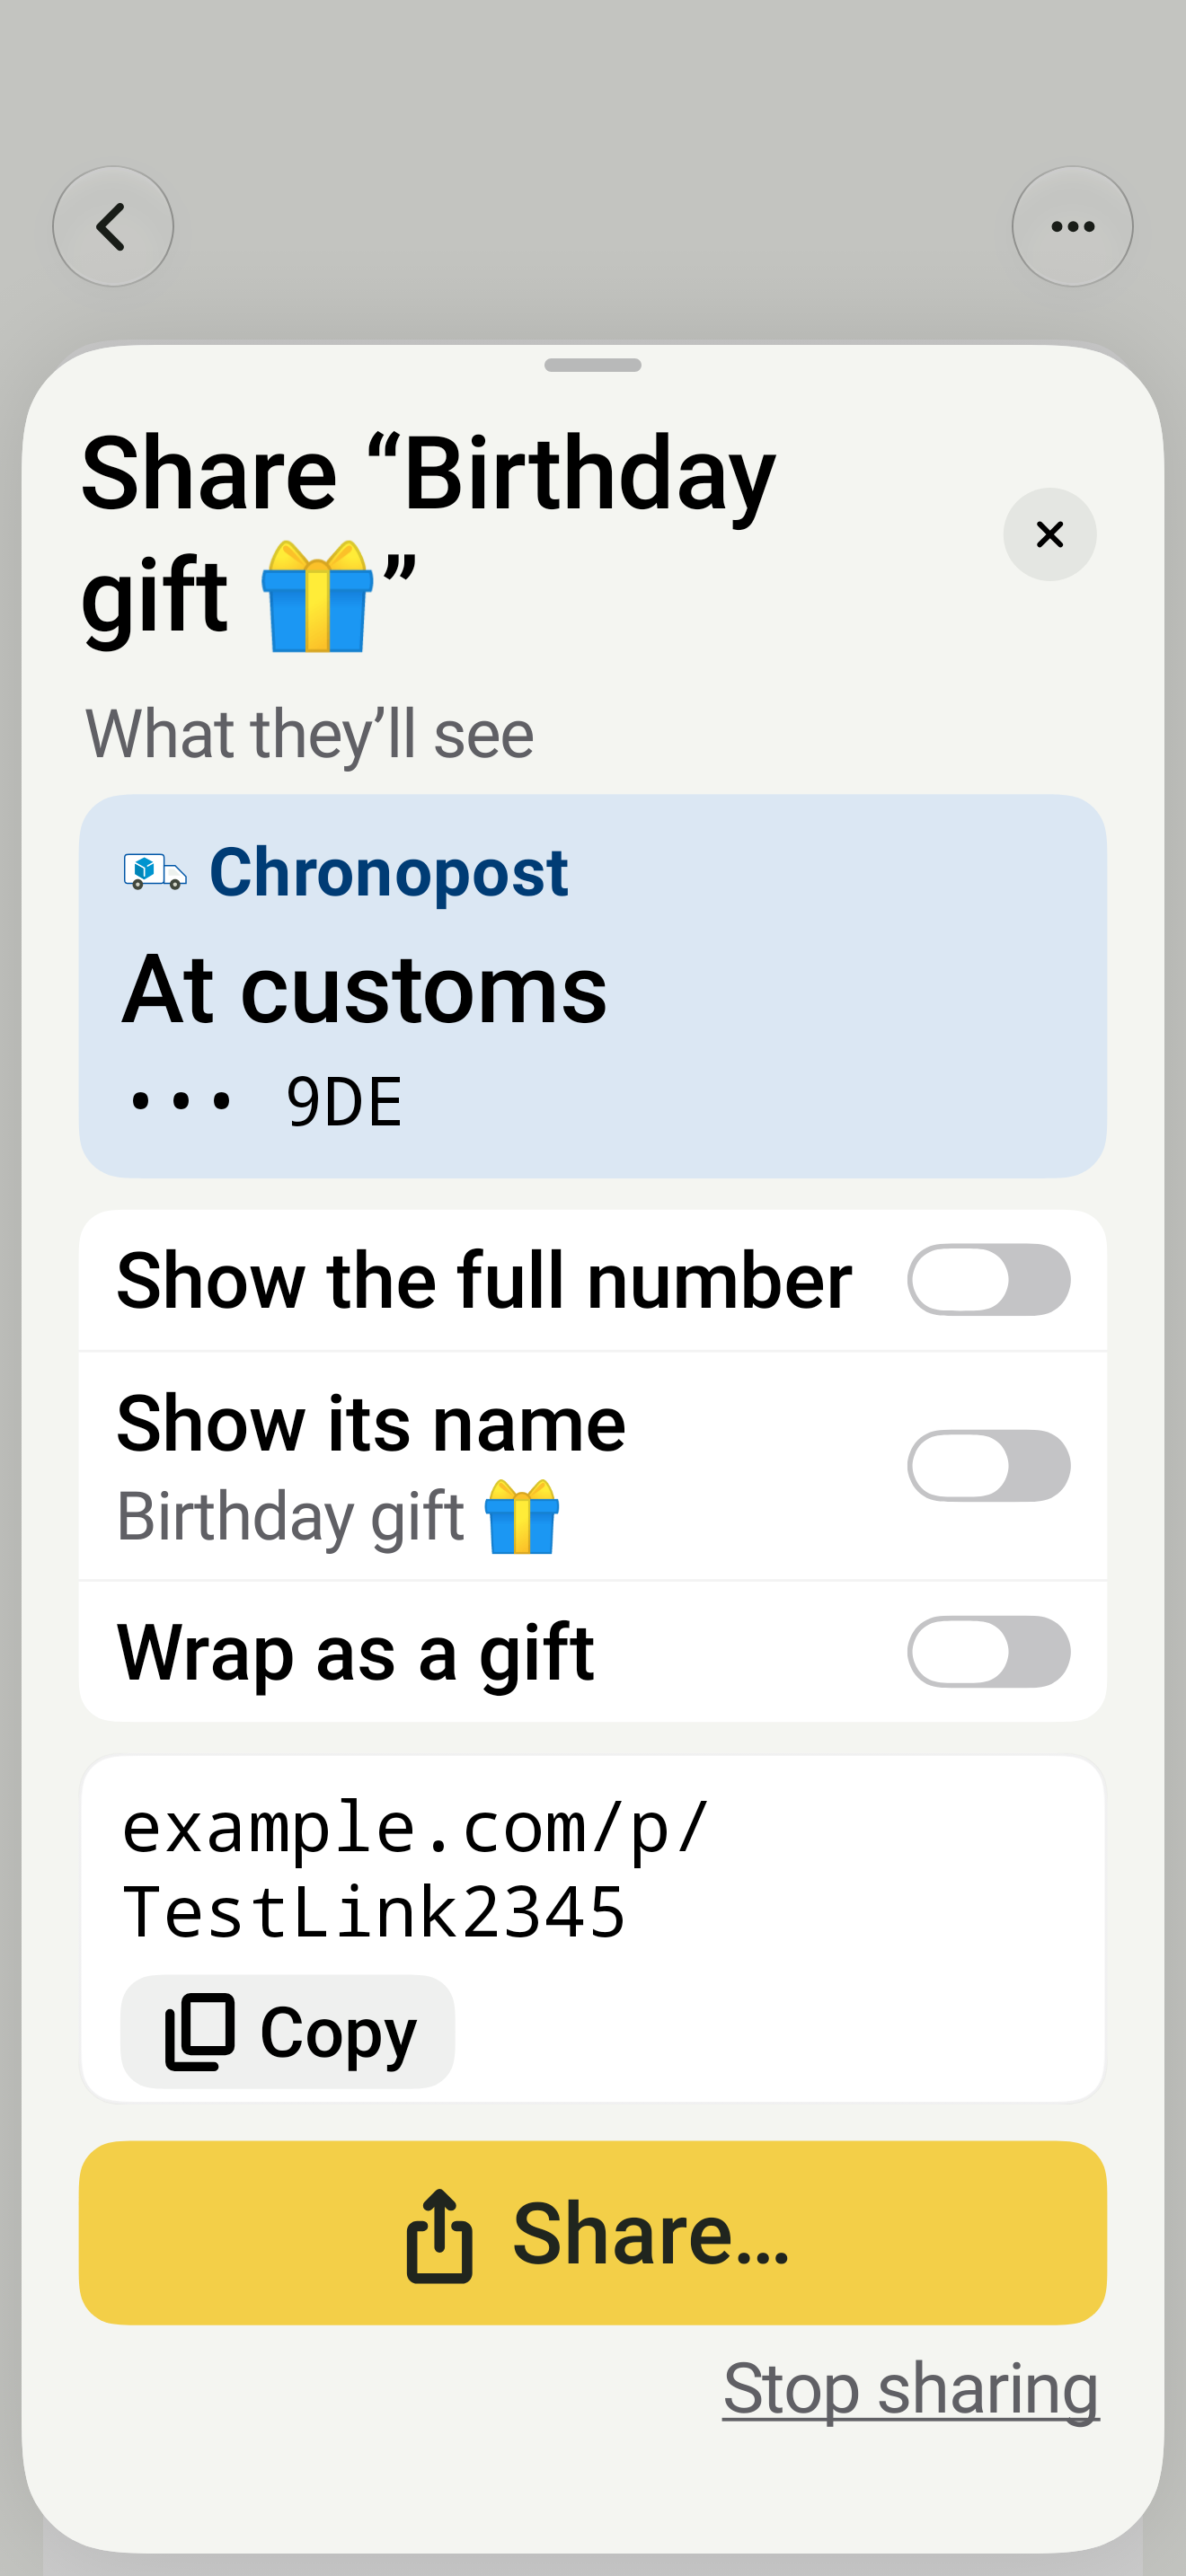 Share “Birthday
gift 🎁”
What they’ll see
Chronopost
At customs
••• 9DE
Show the full number
Show its name
Birthday gift 🎁
Wrap as a gift
example.com/p/
TestLink2345
Copy
Share…
Stop sharing